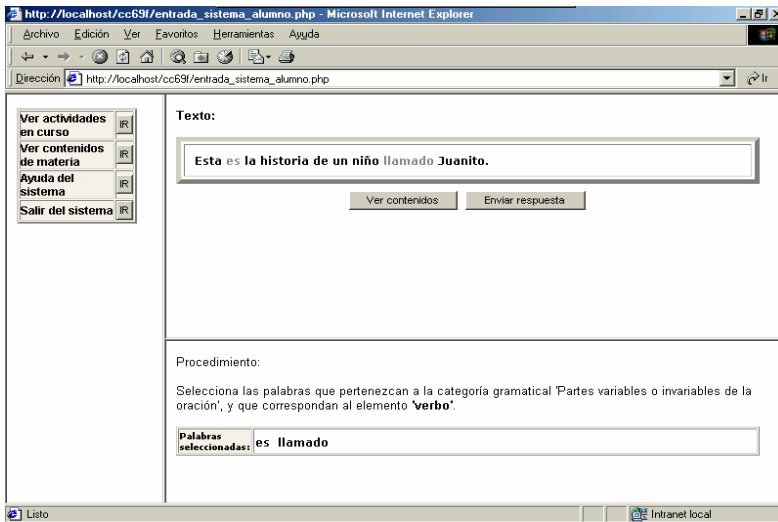 http://localhost/cc69f/entrada_sistema_alumno.php - Microsoft Internet Explorer
Archivo Edición Ver Favoritos Herramientas Ayuda
Dirección http://localhost/cc69f/entrada_sistema_alumno.php Ir
Ver actividades
en curso
IR
Ver contenidos
de materia
IR
Ayuda del
sistema
IR
Salir del sistema IR
Texto:
Esta es la historia de un niño llamado Juanito.
Ver contenidos Enviar respuesta
Procedimiento:
Selecciona las palabras que pertenezcan a la categoría gramatical 'Partes variables o invariables de la
oración', y que correspondan al elemento 'verbo'.
Palabras
seleccionadas:
es llamado
Listo Intranet local